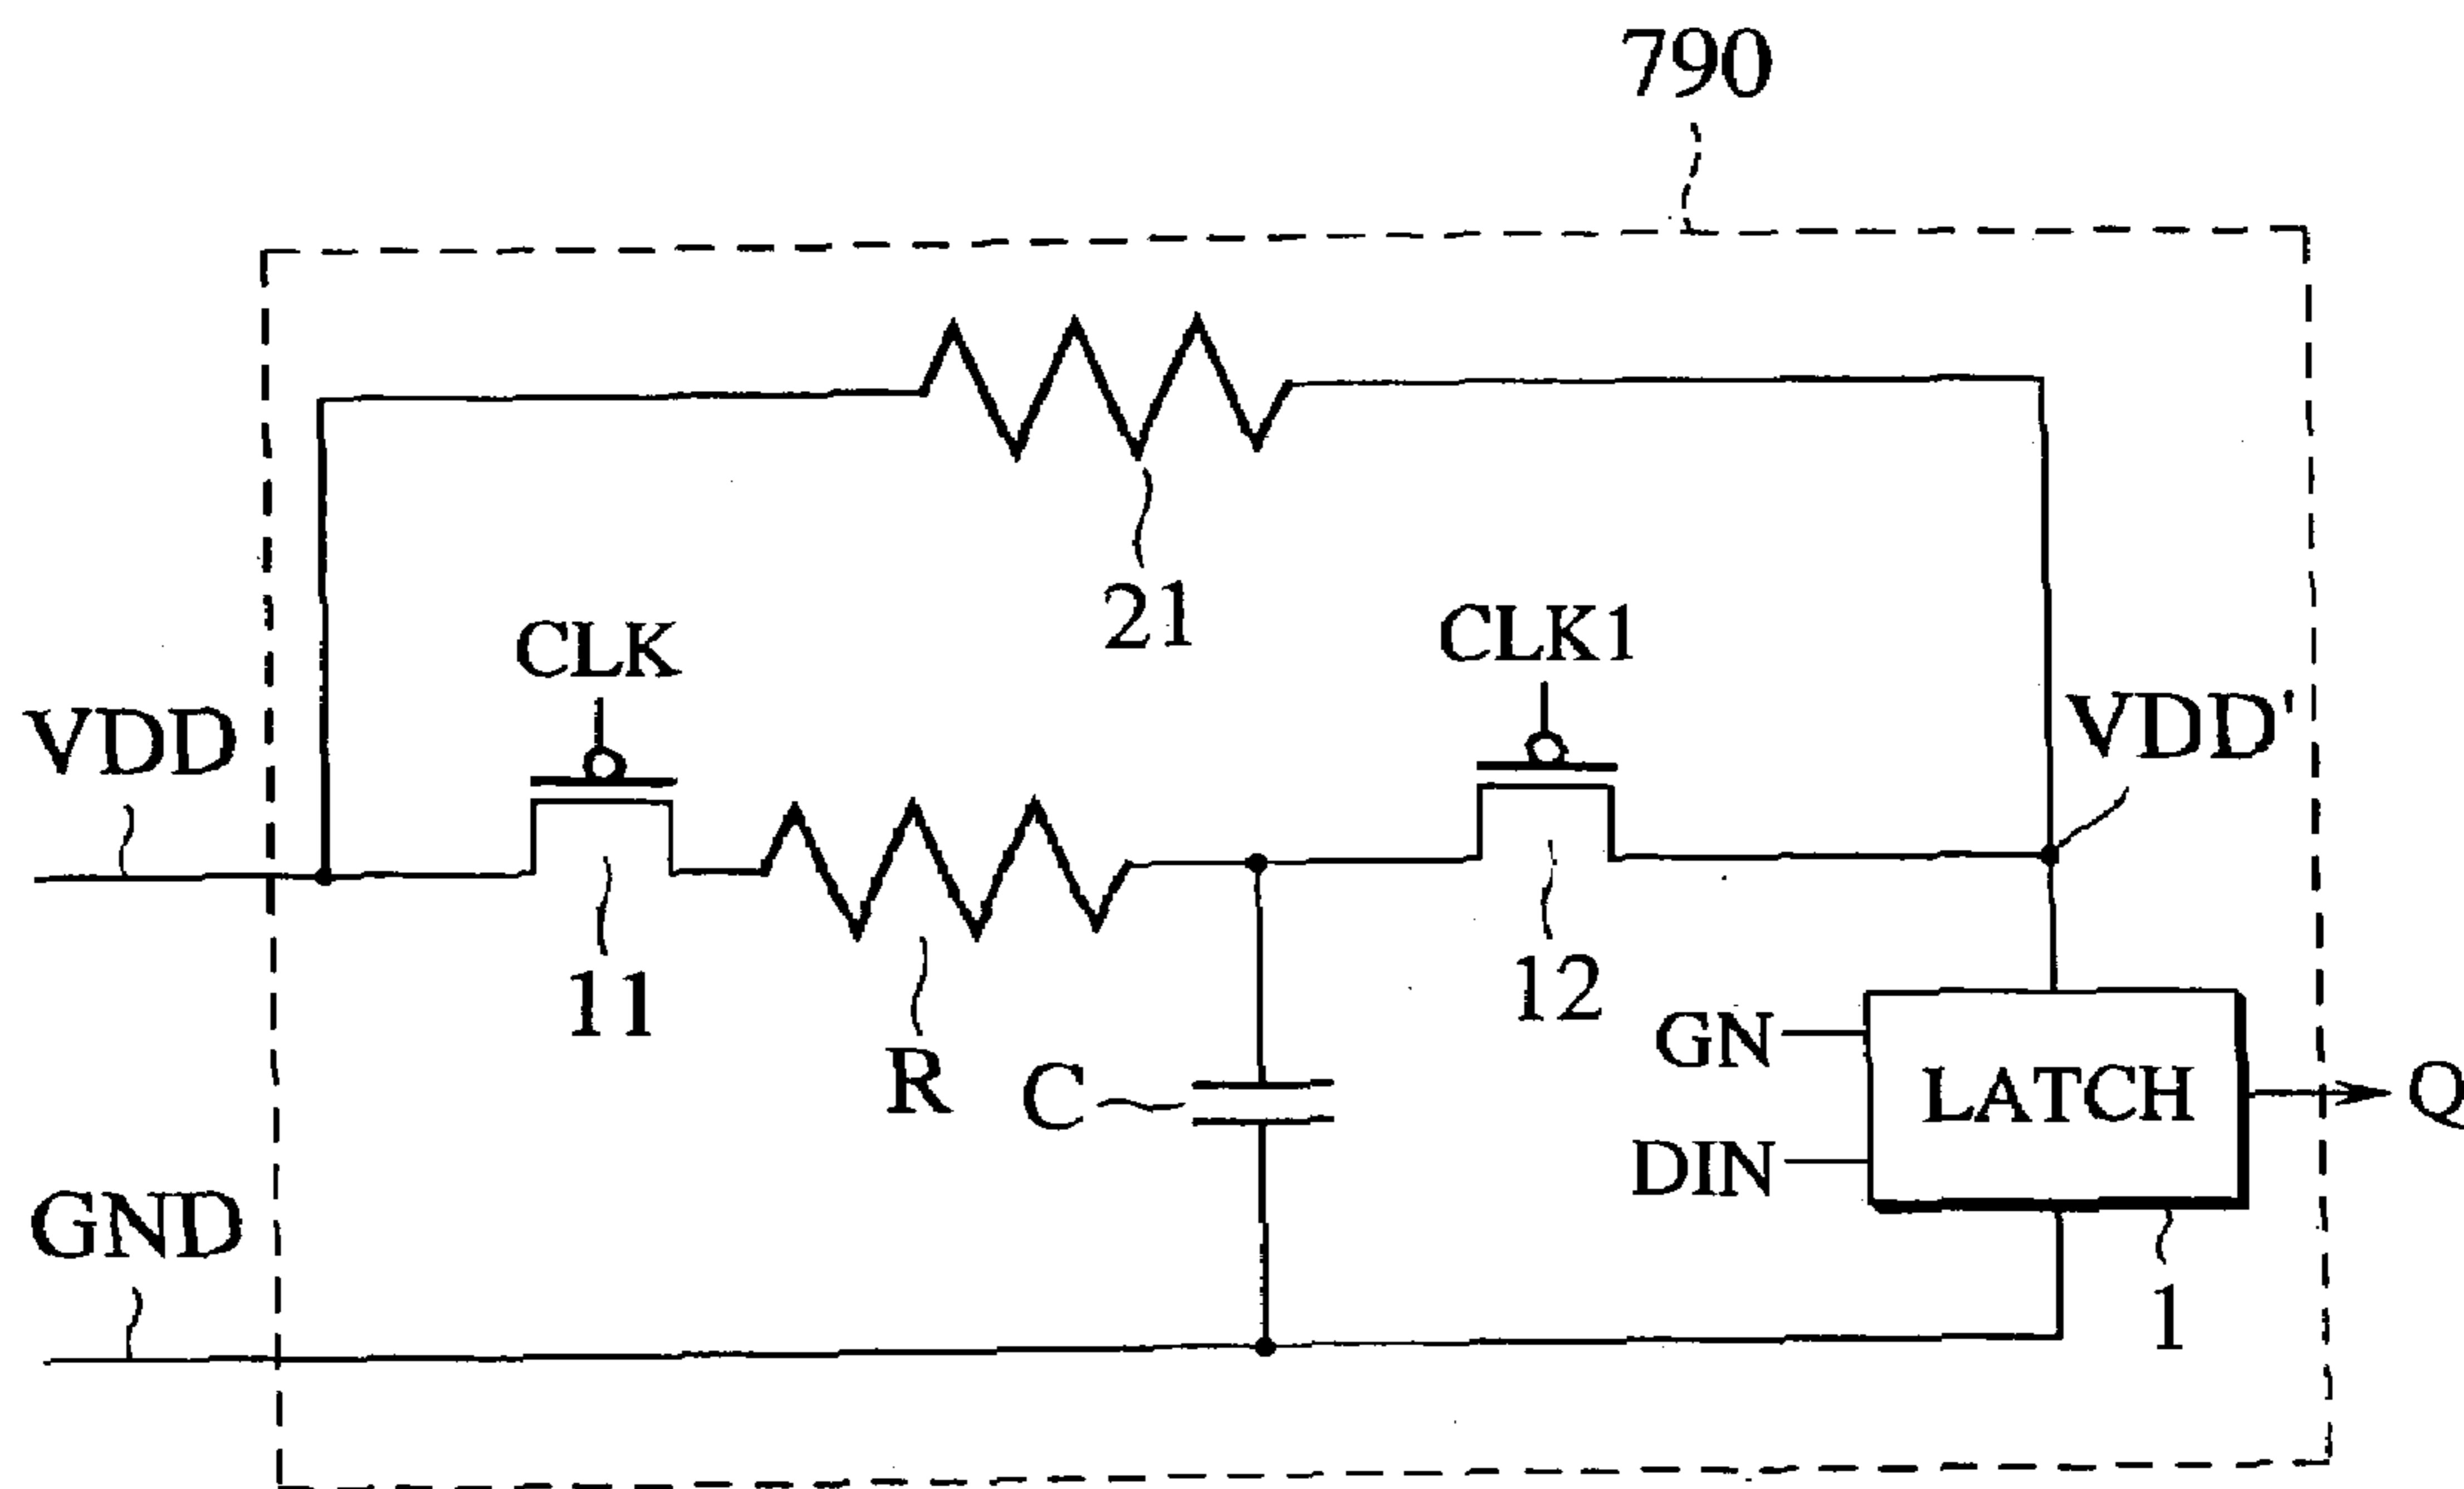 790
21
CLK
CLK1
VDD
VDD'
11
12
R
C
GN
LATCH
DIN
Q
GND
1